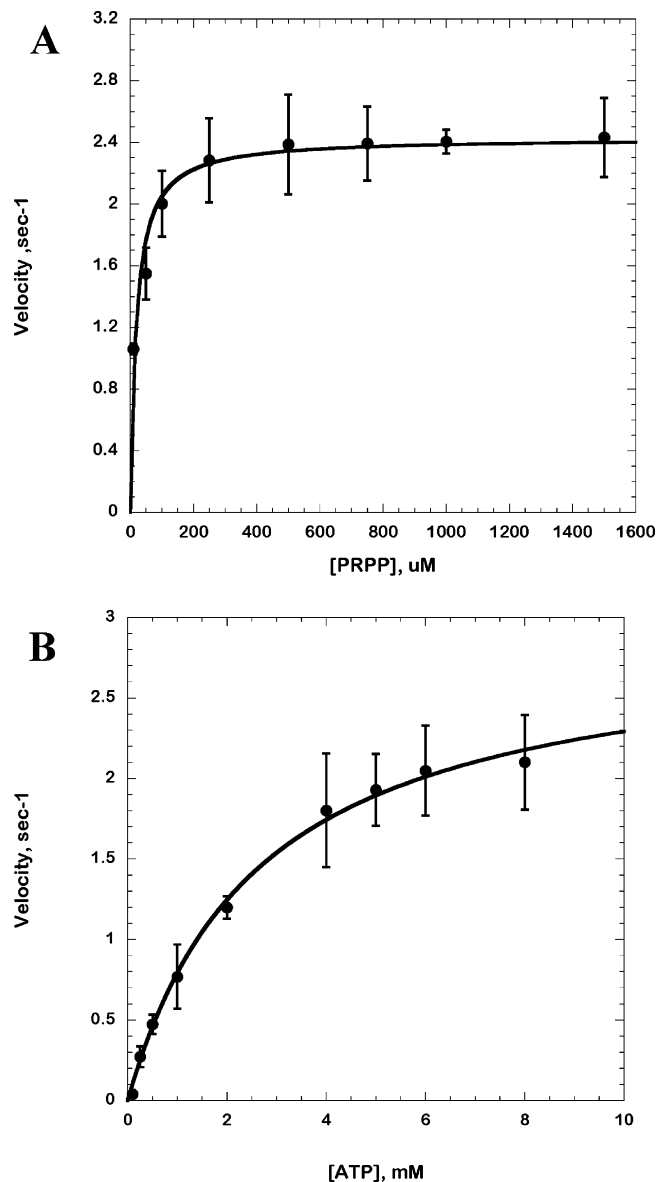 A
3.2
2.8
2.4
2
1.6
1.2
0.8
0.4
0
Velocity ,sec-1
0 200 400 600 800 1000 1200 1400 1600
[PRPP], uM
B
3
2.5
2
1.5
1
0.5
0
Velocity, sec-1
0 2 4 6 8 10
[ATP], mM